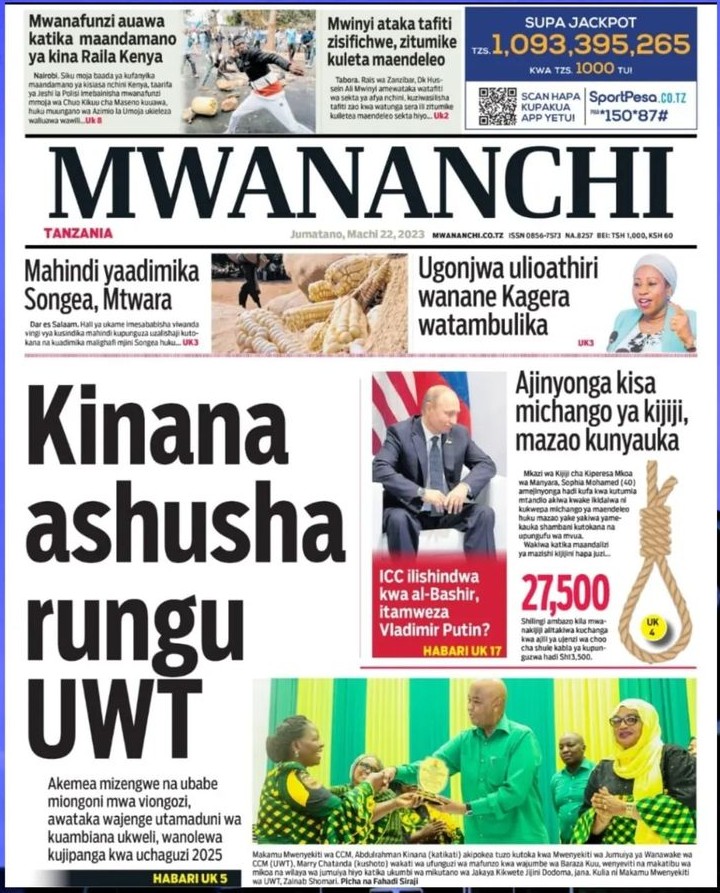 Mwanafunzi auawa
katika maandamano
ya kina Raila Kenya
Nairobi. Siku moja baada ya kufanyika
maandamano ya kisiasa nchini Kenya, taarifa
ya Jeshi la Polisi imebainisha mwanafunzi
mmoja wa Chuo Kikuu cha Maseno kuuawa,
huku muungano wa Azimio la Umoja ukieleza
waliuawa wawili...Uk 8
Mwinyi ataka tafiti
zisifichwe, zitumike
kuleta maendeleo
Tabora. Rais wa Zanzibar, Dk Hus-
sein Ali Mwinyi amewataka watafiti
wa sekta ya afya nchini, kuziwasilisha
tafiti zao kwa watunga sera ili zitumike
kuiletea maendeleo sekta hiyo... Uk2
SUPA JACKPOT
TZS.1,093,395,265
KWA TZS. 1000 TU!
SCAN HAPA
KUPAKUA
APP YETU!
SportPesa.CO.TZ
*150*87#
MWANANCHI
TANZANIA
Jumatano, Machi 22, 2023 MWANANCHI.CO.TZ ISSN 0856-7573 NA.8257 BEI: TSH 1,000, KSH 60
Mahindi yaadimika
Songea, Mtwara
Dar es Salaam. Hali ya ukame imesababisha viwanda
vingi vya kusindika mahindi kupunguza uzalishaji kuto-
kana na kuadimika malighafi mjini Songea huku... UK3
Ugonjwa ulioathiri
wanane Kagera
watambulika
UK3
Kinana
ashusha
rungu
UWT
Akemea mizengwe na ubabe
miongoni mwa viongozi,
awataka wajenge utamaduni wa
kuambiana ukweli, wanolewa
kujipanga kwa uchaguzi 2025
HABARI UK 5
ICC ilishindwa
kwa al-Bashir,
itamweza
Vladimir Putin?
HABARI UK 17
Ajinyonga kisa
michango ya kijiji,
mazao kunyauka
Mkazi wa Kijiji cha Kiperesa Mkoa
wa Manyara, Sophia Mohamed (40)
amejinyonga hadi kufa kwa kutumia
mtandio akiwa kwake ikidaiwa ni
kukwepa michango ya maendeleo
huku mazao yake yakiwa yame-
kauka shambani kutokana na
upungufu wa mvua.
Wakiwa katika maandalizi
ya mazishi kijijini hapa juzi...
27,500
Shilingi ambazo kila mwa-
nakijiji alitakiwa kuchanga
kwa ajili ya ujenzi wa choo
cha shule kabla ya kupun-
guzwa hadi Sh13,500.
UK
4
Makamu Mwenyekiti wa CCM, Abdulrahman Kinana (katikati) akipokea tuzo kutoka kwa Mwenyekiti wa Jumuiya ya Wanawake wa
CCM (UWT), Marry Chatanda (kushoto) wakati wa ufunguzi wa mafunzo kwa wajumbe wa Baraza Kuu, wenyeviti na makatibu wa
mikoa na wilaya wa jumuiya hiyo katika ukumbi wa mikutano wa Jakaya Kikwete Jijini Dodoma, jana. Kulia ni Makamu Mwenyekiti
wa UWT, Zainab Shomari. Picha na Fahadi Siraji